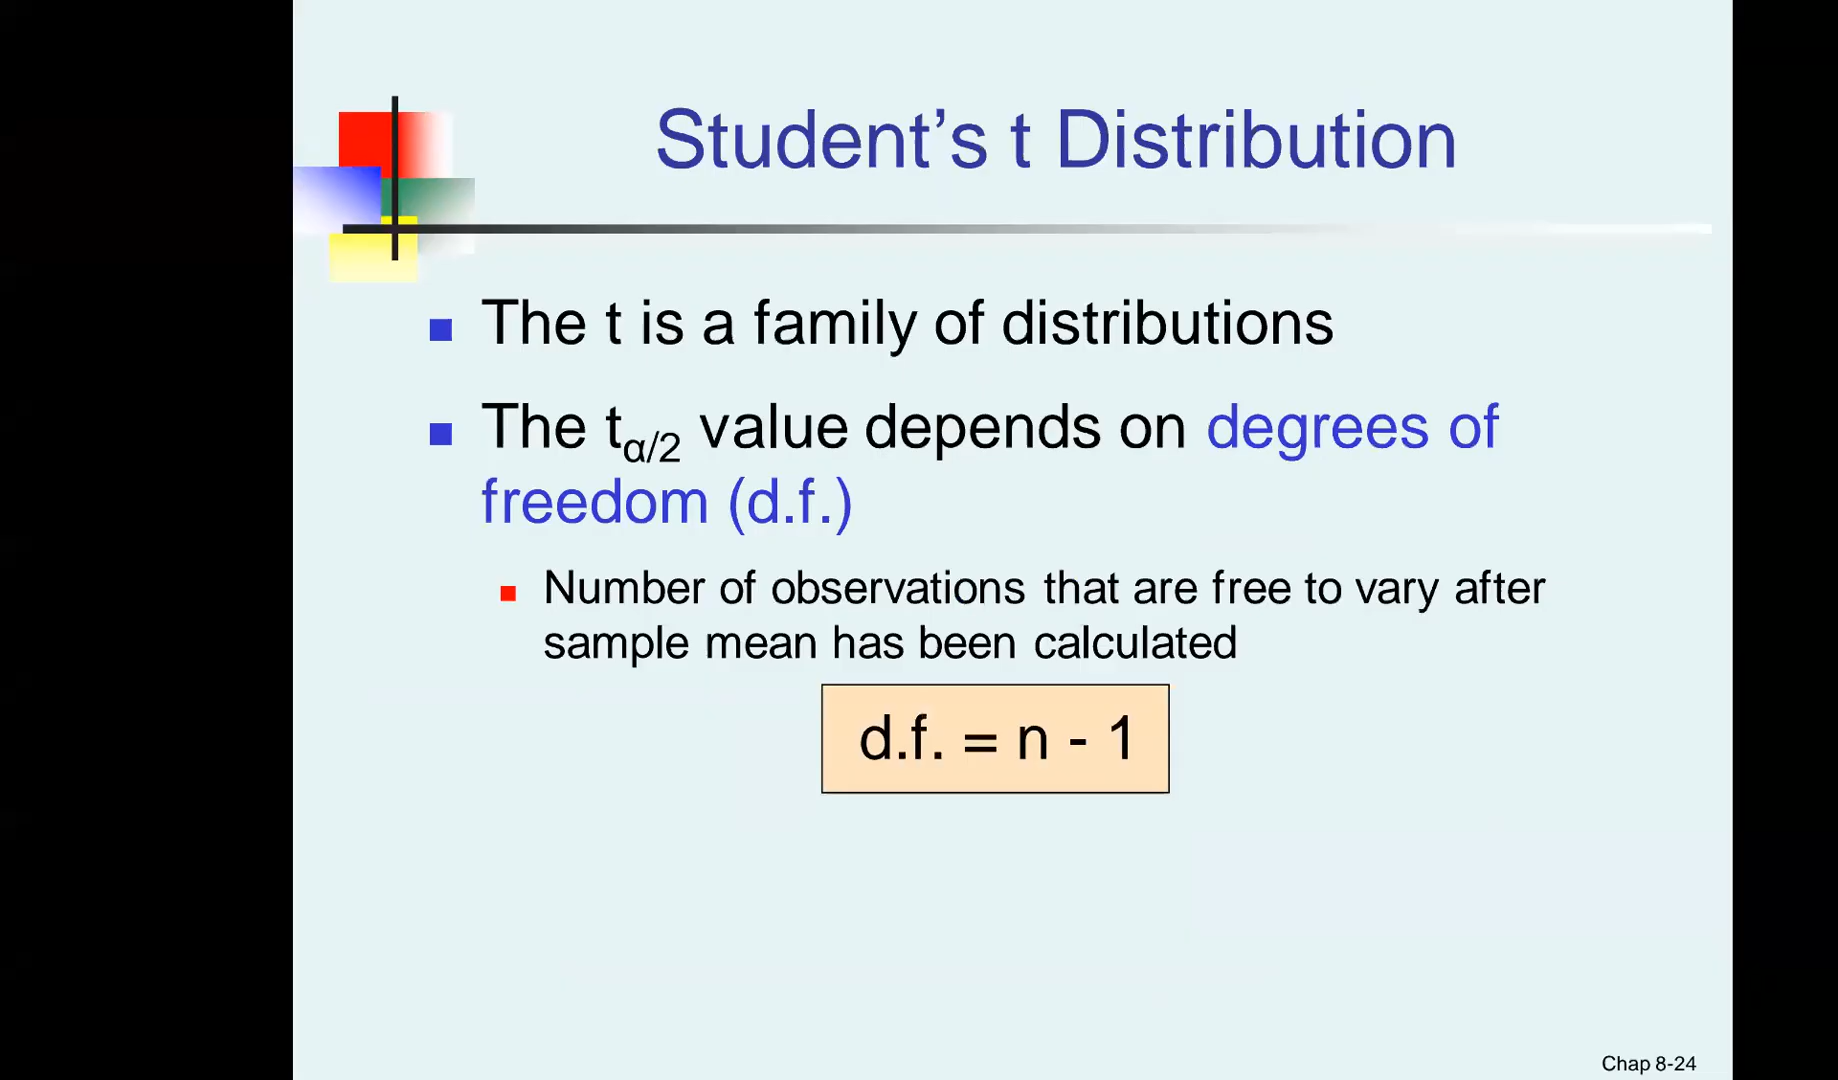 Student’s t Distribution
The t is a family of distributions
The tα/2 value depends on degrees of
freedom (d.f.)
Number of observations that are free to vary after
sample mean has been calculated
d.f. = n - 1
Chap 8-24